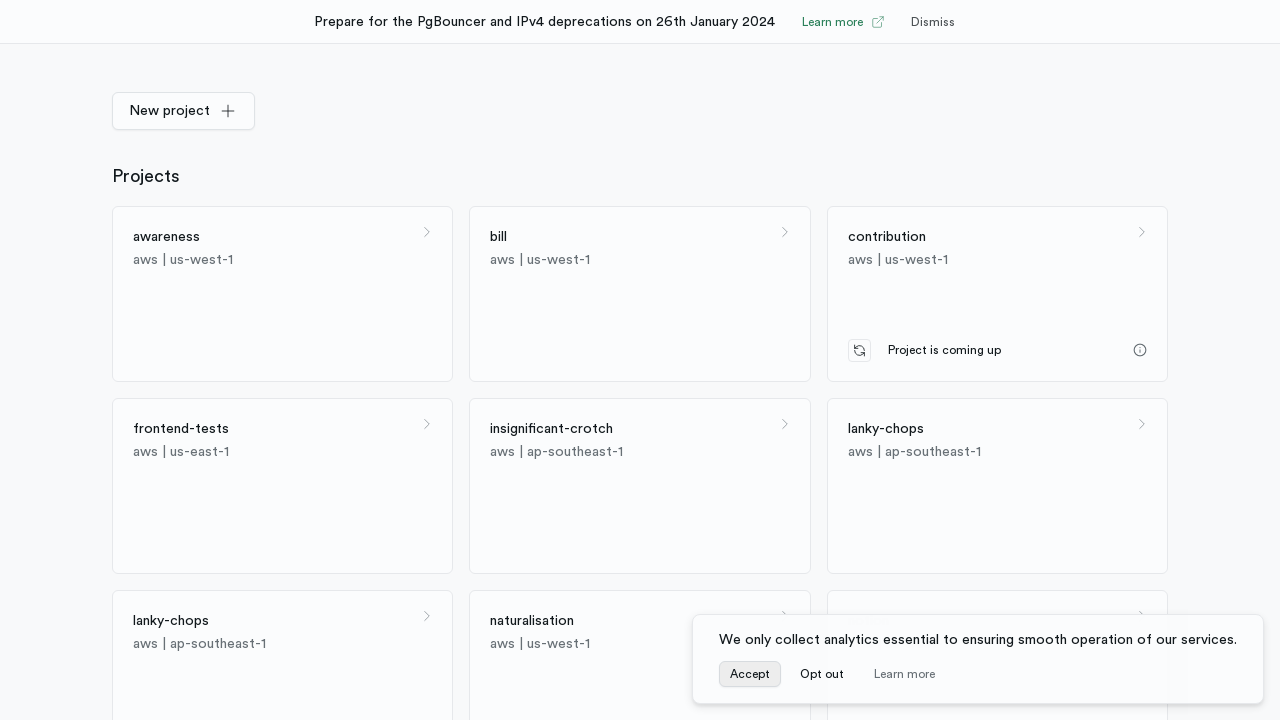 Prepare for the PgBouncer and IPv4 deprecations on 26th January 2024 Learn more Dismiss
New project
Projects
awareness
aws | us-west-1
bill
aws | us-west-1
contribution
aws | us-west-1
Project is coming up
frontend-tests
aws | us-east-1
insignificant-crotch
aws | ap-southeast-1
lanky-chops
aws | ap-southeast-1
lanky-chops
aws | ap-southeast-1
naturalisation
aws | us-west-1
We only collect analytics essential to ensuring smooth operation of our services.
Accept Opt out Learn more